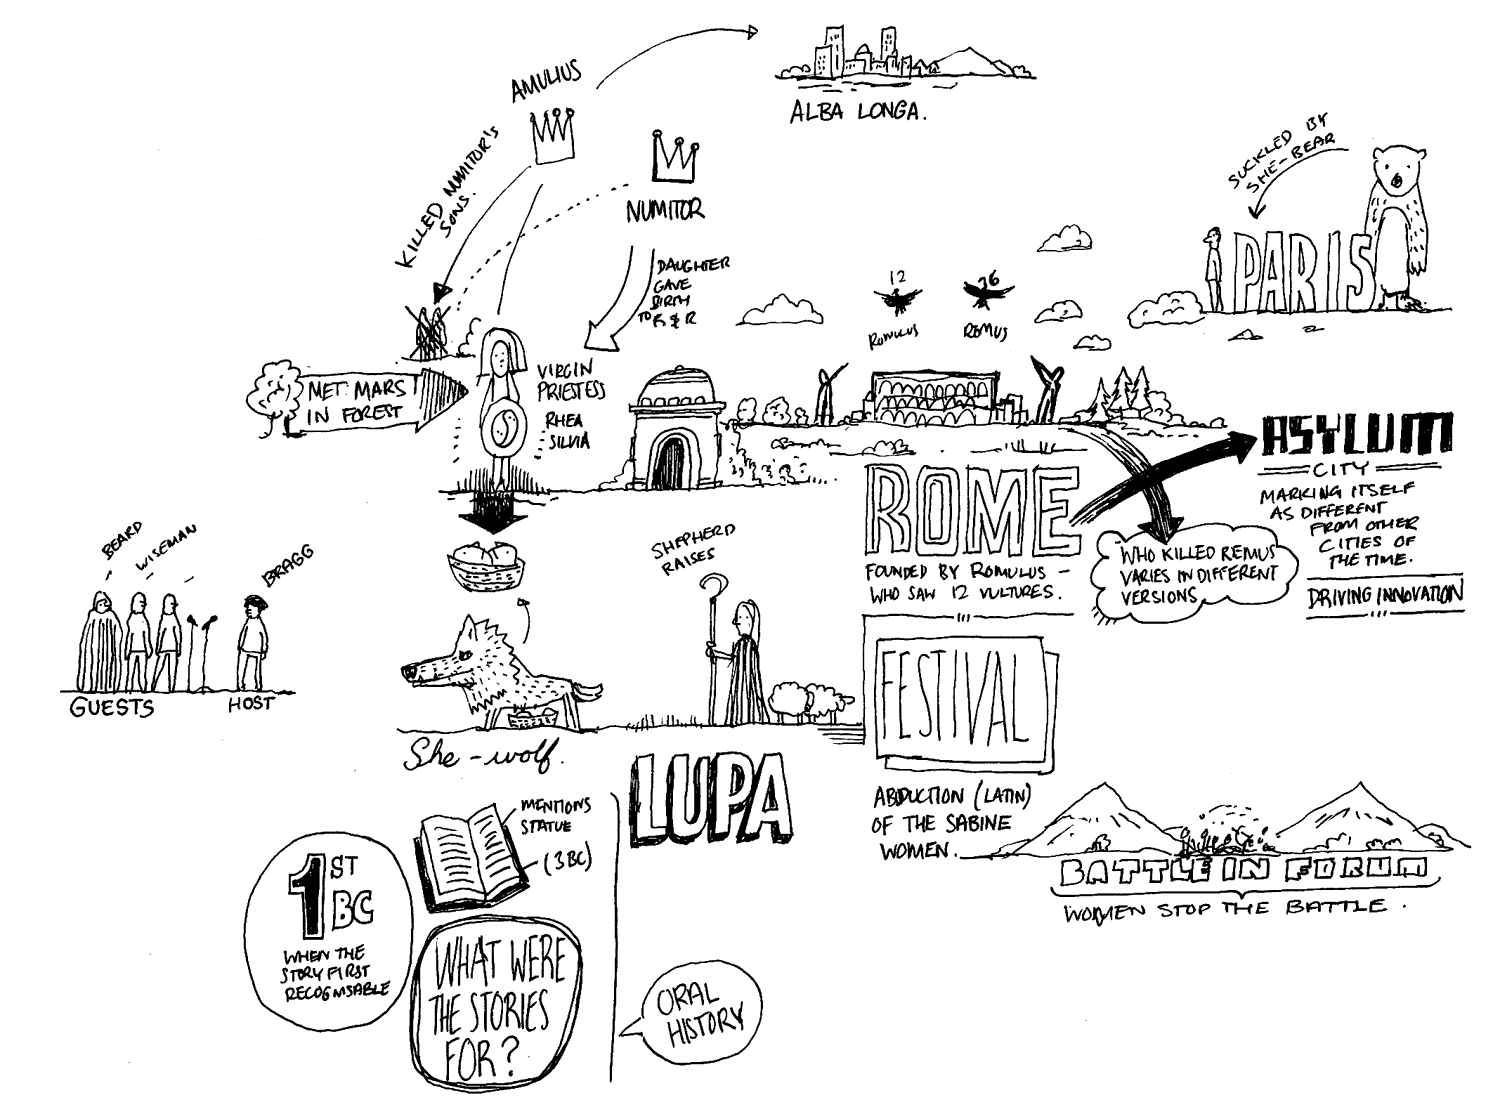 AMULIUS
ALBA LONGA.
KILLED NUMITOR'S
SONS.
NUMITOR
DAUGHTER
GAVE
BIRTH
TO R & R
SUCKLED BY
SHE-BEAR
PARIS
12
ROMULUS
6
REMUS
MET MARS
IN FOREST
VIRGIN
PRIESTESS
RHEA
SILVIA
ROME
FOUNDED BY ROMULUS –
WHO SAW 12 VULTURES.
ASYLUM
CITY
MARKING ITSELF
AS DIFFERENT
FROM OTHER
CITIES OF
THE TIME.
DRIVING INNOVATION
WHO KILLED REMUS
VARIES IN DIFFERENT
VERSIONS
BEARD
WISEMAN
BRAGG
GUESTS
HOST
SHEPHERD
RAISES
She-wolf.
LUPA
FESTIVAL
ABDUCTION (LATIN)
OF THE SABINE
WOMEN.
BATTLE IN FORUM
WOMEN STOP THE BATTLE.
MENTIONS
STATUE
(3BC)
1ST
BC
WHEN THE
STORY FIRST
RECOGNISABLE
WHAT WERE
THE STORIES
FOR?
ORAL
HISTORY